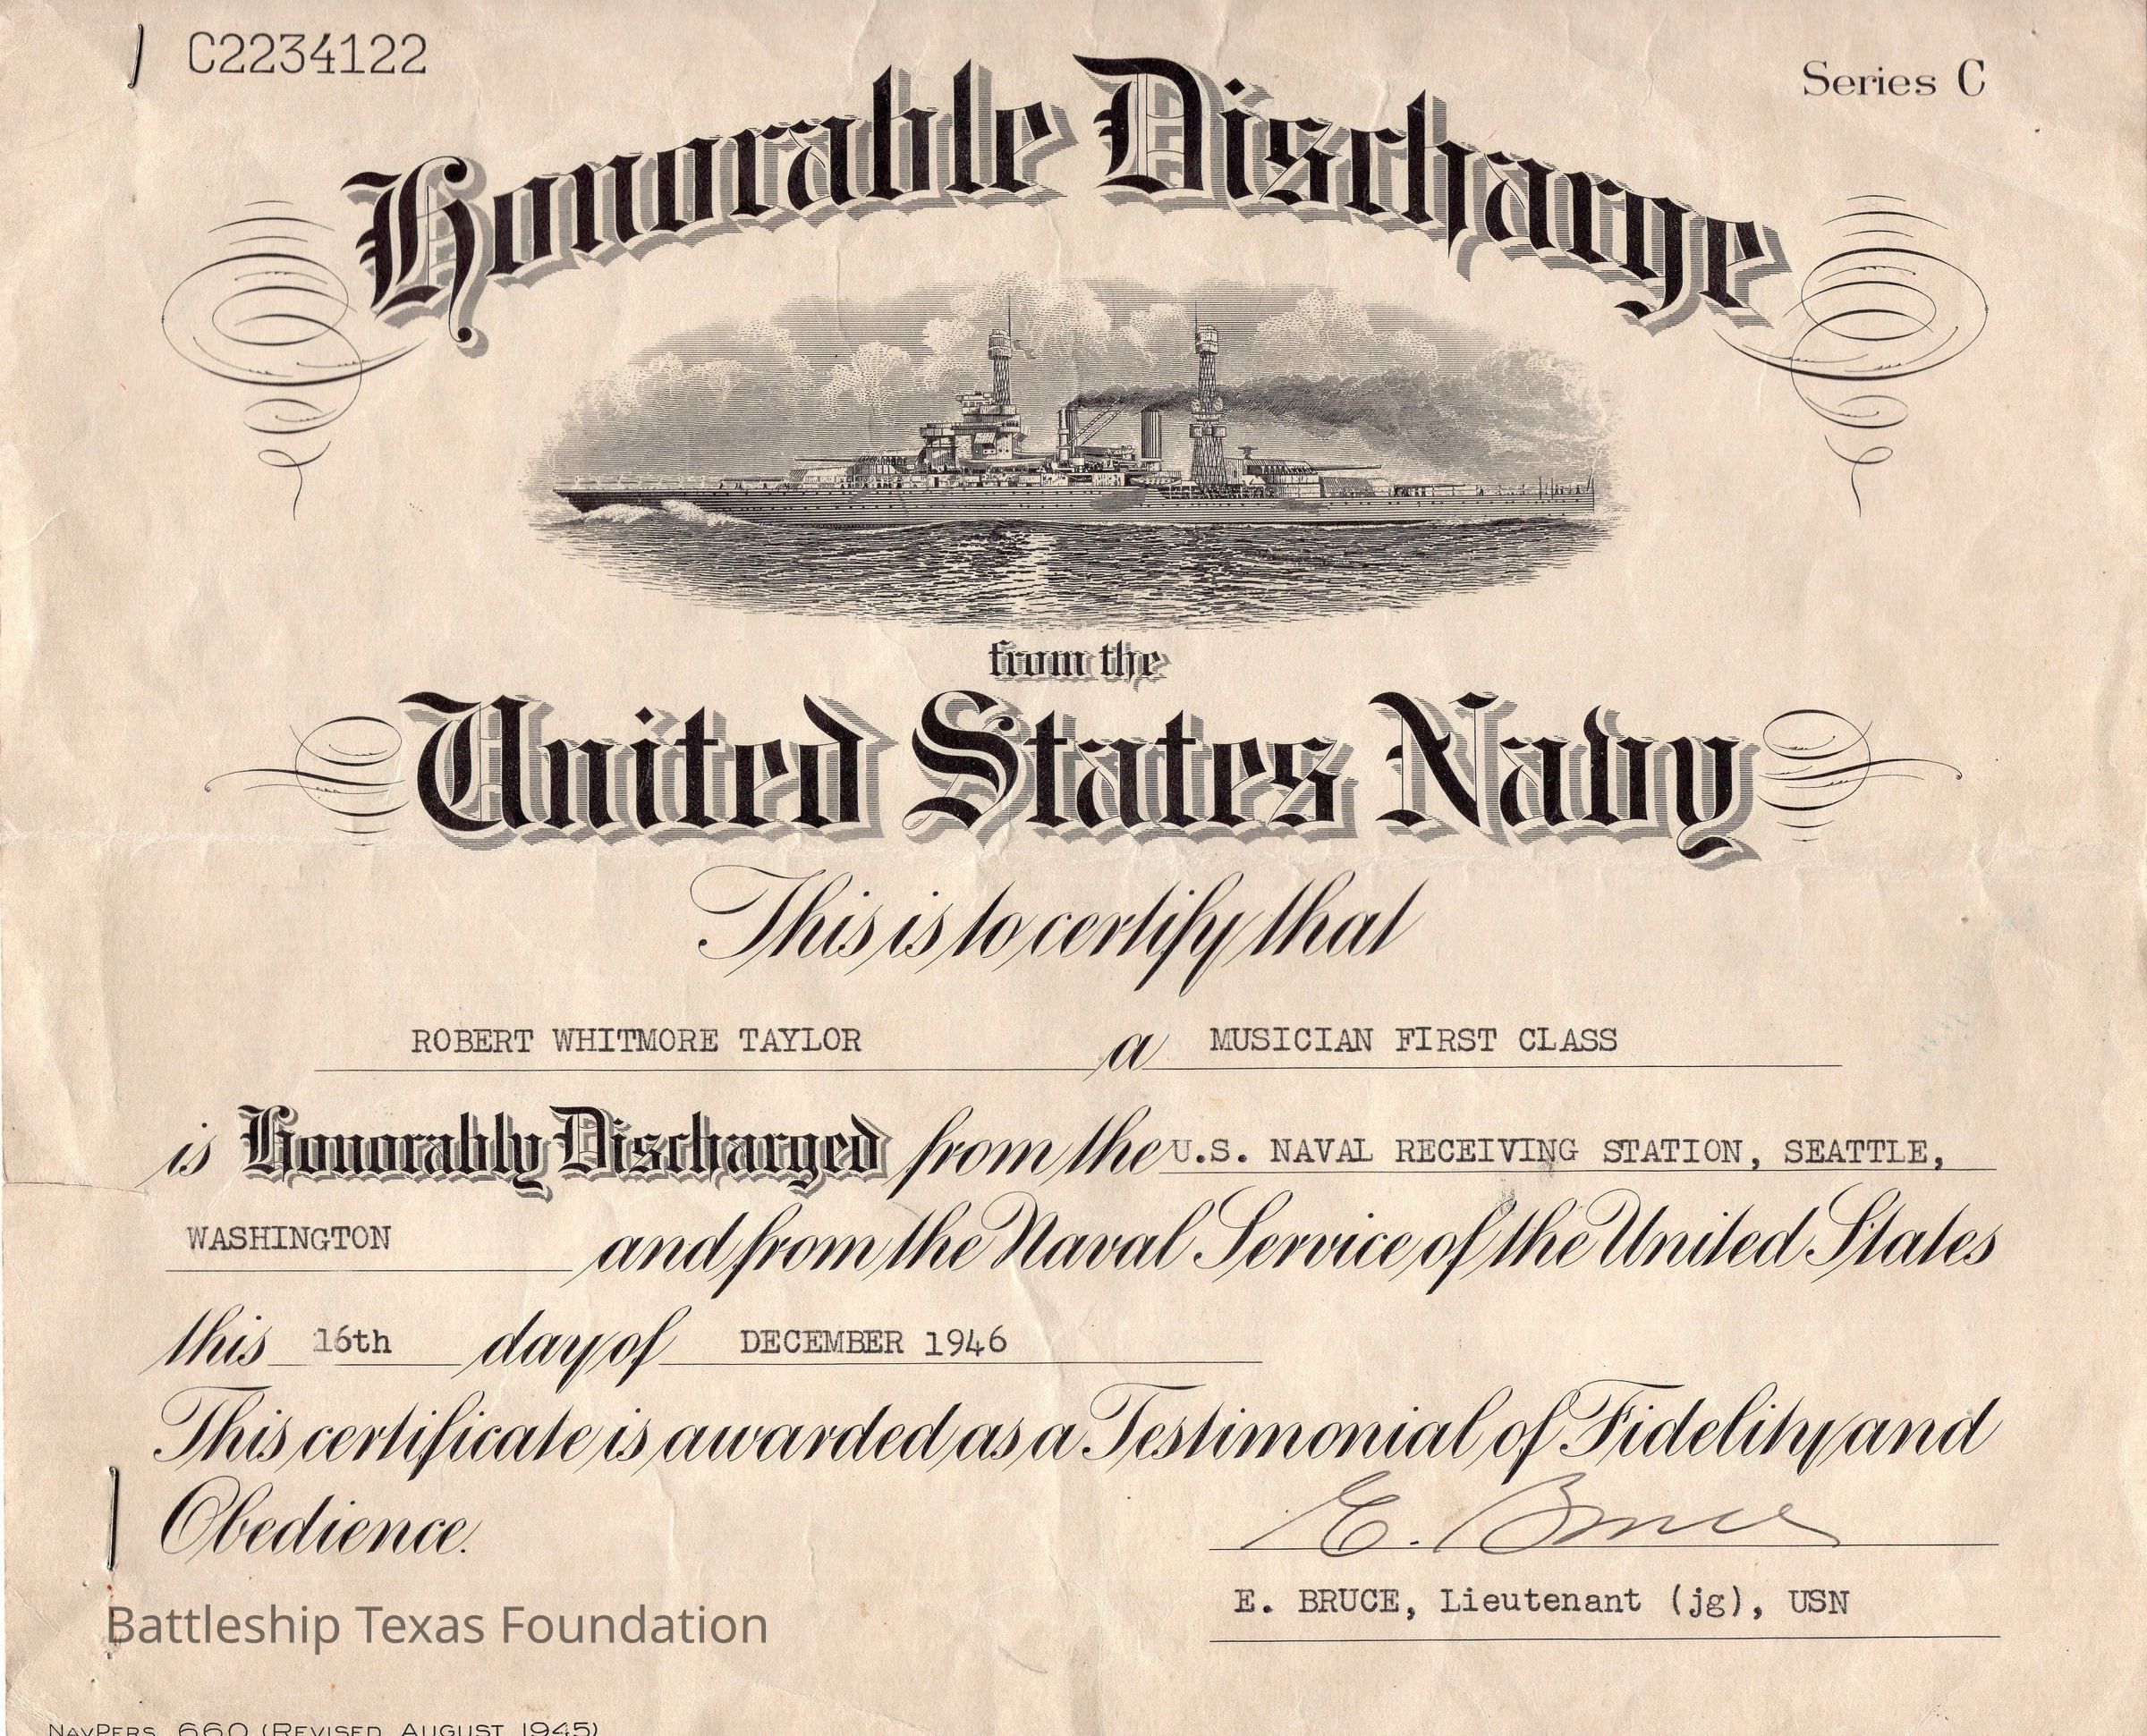 C2234122
Series C
Honorable Discharge
from the
United States Navy
This is to certify that
ROBERT WHITMORE TAYLOR a MUSICIAN FIRST CLASS
is Honorably Discharged from the U.S. NAVAL RECEIVING STATION, SEATTLE,
WASHINGTON and from the Naval Service of the United States
this 16th day of DECEMBER 1946
This certificate is awarded as a Testimonial of Fidelity and
Obedience.
E. Bruce
E. BRUCE, Lieutenant (jg), USN
Battleship Texas Foundation
NAVPERS. 660 (REVISED AUGUST 1945)